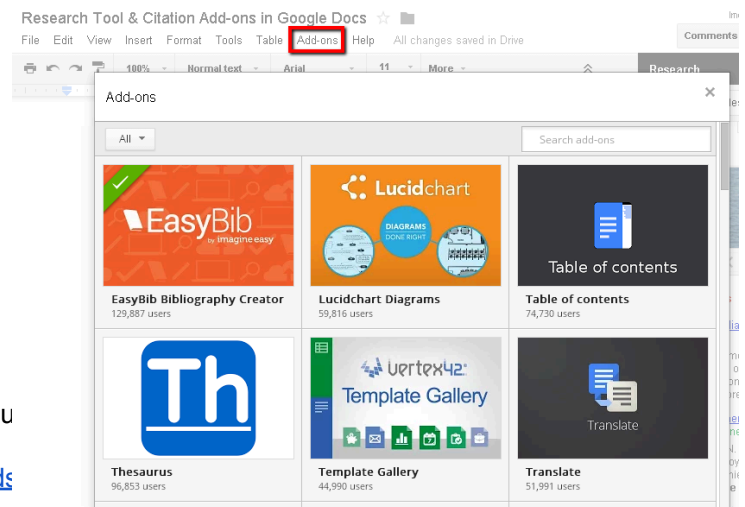 Research Tool & Citation Add-ons in Google Docs
File Edit View Insert Format Tools Table Add-ons Help All changes saved in Drive
Comments
100% Normal text Arial 11 More
Research
Add-ons
All
Search add-ons
EasyBib
by imagine easy
Lucidchart
DIAGRAMS
DONE RIGHT
Table of contents
EasyBib Bibliography Creator
129,887 users
Lucidchart Diagrams
59,816 users
Table of contents
74,730 users
Th
vertex42
Template Gallery
Translate
Thesaurus
96,853 users
Template Gallery
44,990 users
Translate
51,991 users